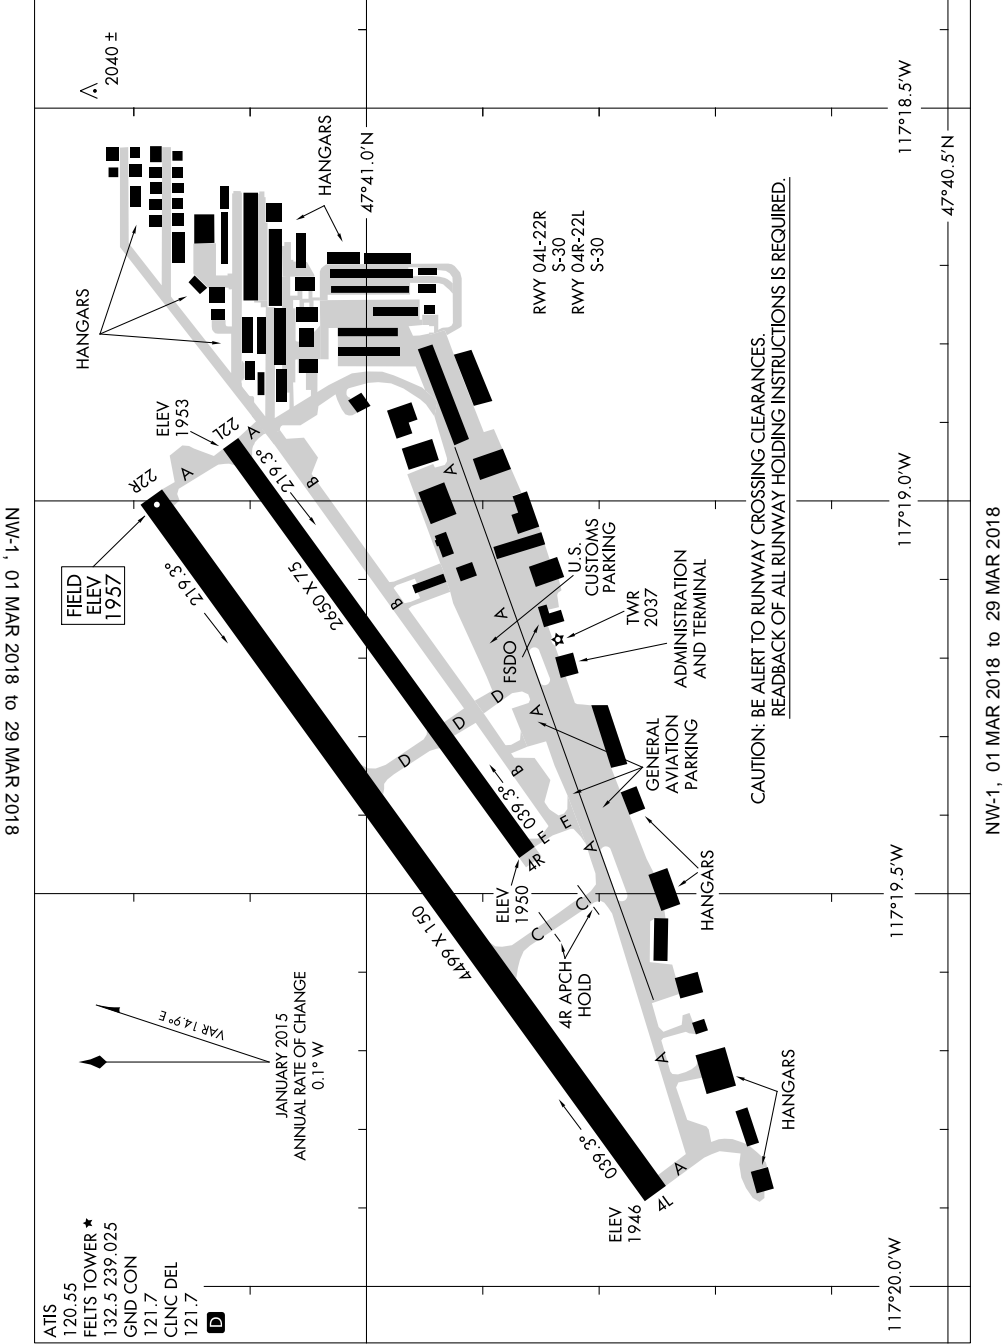 ATIS
120.55
FELTS TOWER ★
132.5 239.025
GND CON
121.7
CLNC DEL
121.7
D
JANUARY 2015
ANNUAL RATE OF CHANGE
0.1° W
VAR 14.9° E
2040 ±
HANGARS
HANGARS
FIELD
ELEV
1957
22R
A
ELEV
1953
22L
A
219.3°
219.3°
4499 X 150
2650 X 75
B
B
B
D
D
D
039.3°
4R
ELEV
1950
E
E
C
C
4R APCH
HOLD
039.3°
4L
ELEV
1946
A
A
A
A
A
A
FSDO
U.S.
CUSTOMS
PARKING
TWR
2037
ADMINISTRATION
AND TERMINAL
GENERAL
AVIATION
PARKING
HANGARS
HANGARS
RWY 04L-22R
S-30
RWY 04R-22L
S-30
CAUTION: BE ALERT TO RUNWAY CROSSING CLEARANCES.
READBACK OF ALL RUNWAY HOLDING INSTRUCTIONS IS REQUIRED.
47°41.0'N
47°40.5'N
117°20.0'W
117°19.5'W
117°19.0'W
117°18.5'W
NW-1, 01 MAR 2018 to 29 MAR 2018
NW-1, 01 MAR 2018 to 29 MAR 2018